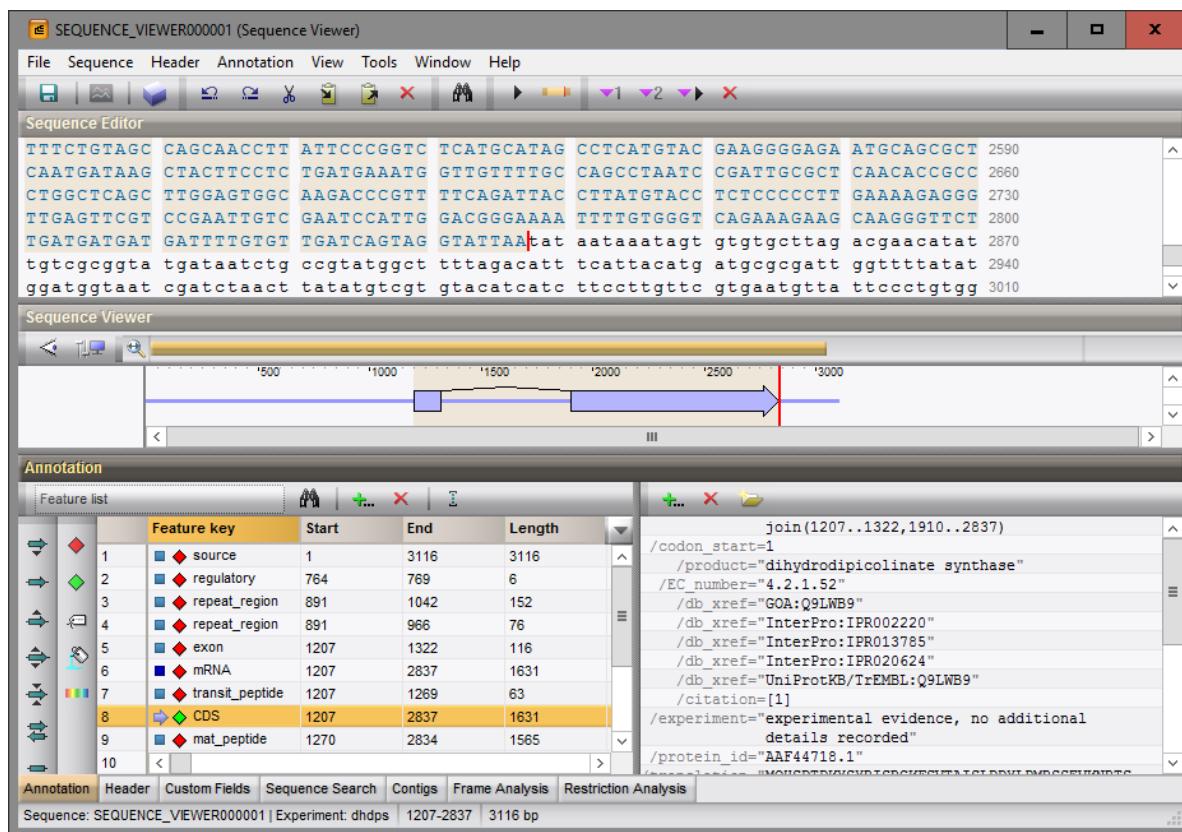 SEQUENCE_VIEWER000001 (Sequence Viewer)
File Sequence Header Annotation View Tools Window Help
1 2
Sequence Editor
TTTCTGTAGC CAGCAACCTT ATTCCCGGTC TCATGCATAG CCTCATGTAC GAAGGGGAGA ATGCAGCGCT 2590
CAATGATAAG CTACTTCCTC TGATGAAATG GTTGTTTTGC CAGCCTAATC CGATTGCGCT CAACACCGCC 2660
CTGGCTCAGC TTGGAGTGGC AAGACCCGTT TTCAGATTAC CTTATGTACC TCTCCCCCTT GAAAAGAGGG 2730
TTGAGTTCGT CCGAATTGTC GAATCCATTG GACGGGAAAA TTTTGTGGGT CAGAAAGAAG CAAGGGTTCT 2800
TGATGATGAT GATTTTGTGT TGATCAGTAG GTATTAAtat aataaatagt gtgtgcttag acgaacatat 2870
tgtcgcggta tgataatctg ccgtatggct tttagacatt tcattacatg atgcgcgatt ggttttatat 2940
ggatggtaat cgatctaact tatatgtcgt gtacatcatc ttccttgttc gtgaatgtta ttccctgtgg 3010
Sequence Viewer
'500 '1000 '1500 '2000 '2500 '3000
Annotation
Feature list
Feature key Start End Length
1 source 1 3116 3116
2 regulatory 764 769 6
3 repeat_region 891 1042 152
4 repeat_region 891 966 76
5 exon 1207 1322 116
6 mRNA 1207 2837 1631
7 transit_peptide 1207 1269 63
8 CDS 1207 2837 1631
9 mat_peptide 1270 2834 1565
10
join(1207..1322,1910..2837)
/codon_start=1
/product="dihydrodipicolinate synthase"
/EC_number="4.2.1.52"
/db_xref="GOA:Q9LWB9"
/db_xref="InterPro:IPR002220"
/db_xref="InterPro:IPR013785"
/db_xref="InterPro:IPR020624"
/db_xref="UniProtKB/TrEMBL:Q9LWB9"
/citation=[1]
/experiment="experimental evidence, no additional
details recorded"
/protein_id="AAF44718.1"
Annotation Header Custom Fields Sequence Search Contigs Frame Analysis Restriction Analysis
Sequence: SEQUENCE_VIEWER000001 | Experiment: dhdps 1207-2837 3116 bp